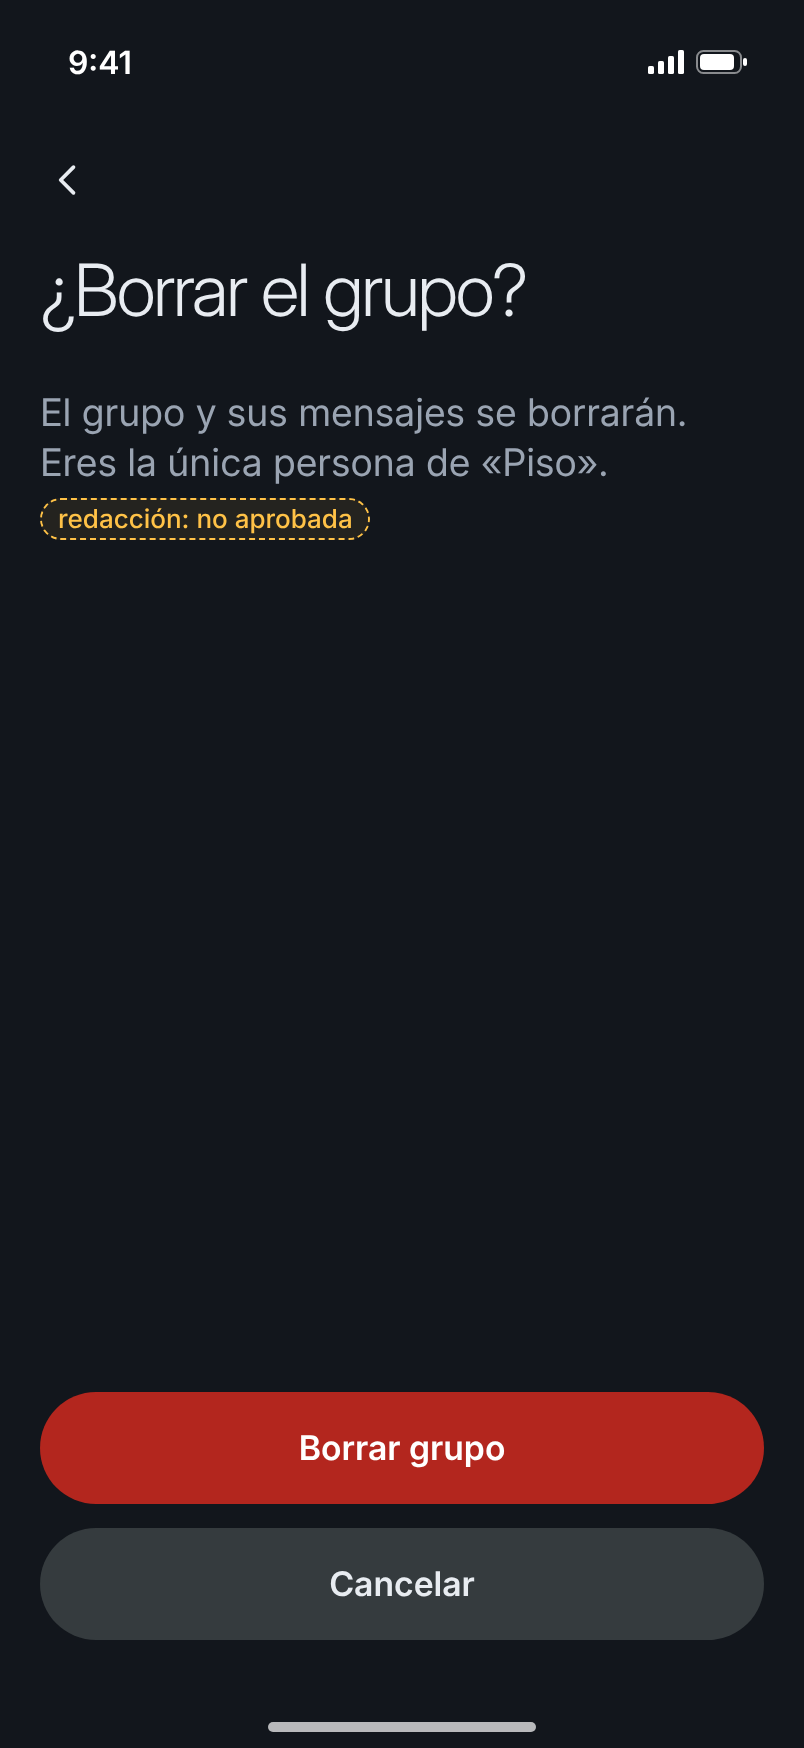 9:41
¿Borrar el grupo?
El grupo y sus mensajes se borrarán.
Eres la única persona de «Piso».
redacción: no aprobada
Borrar grupo
Cancelar